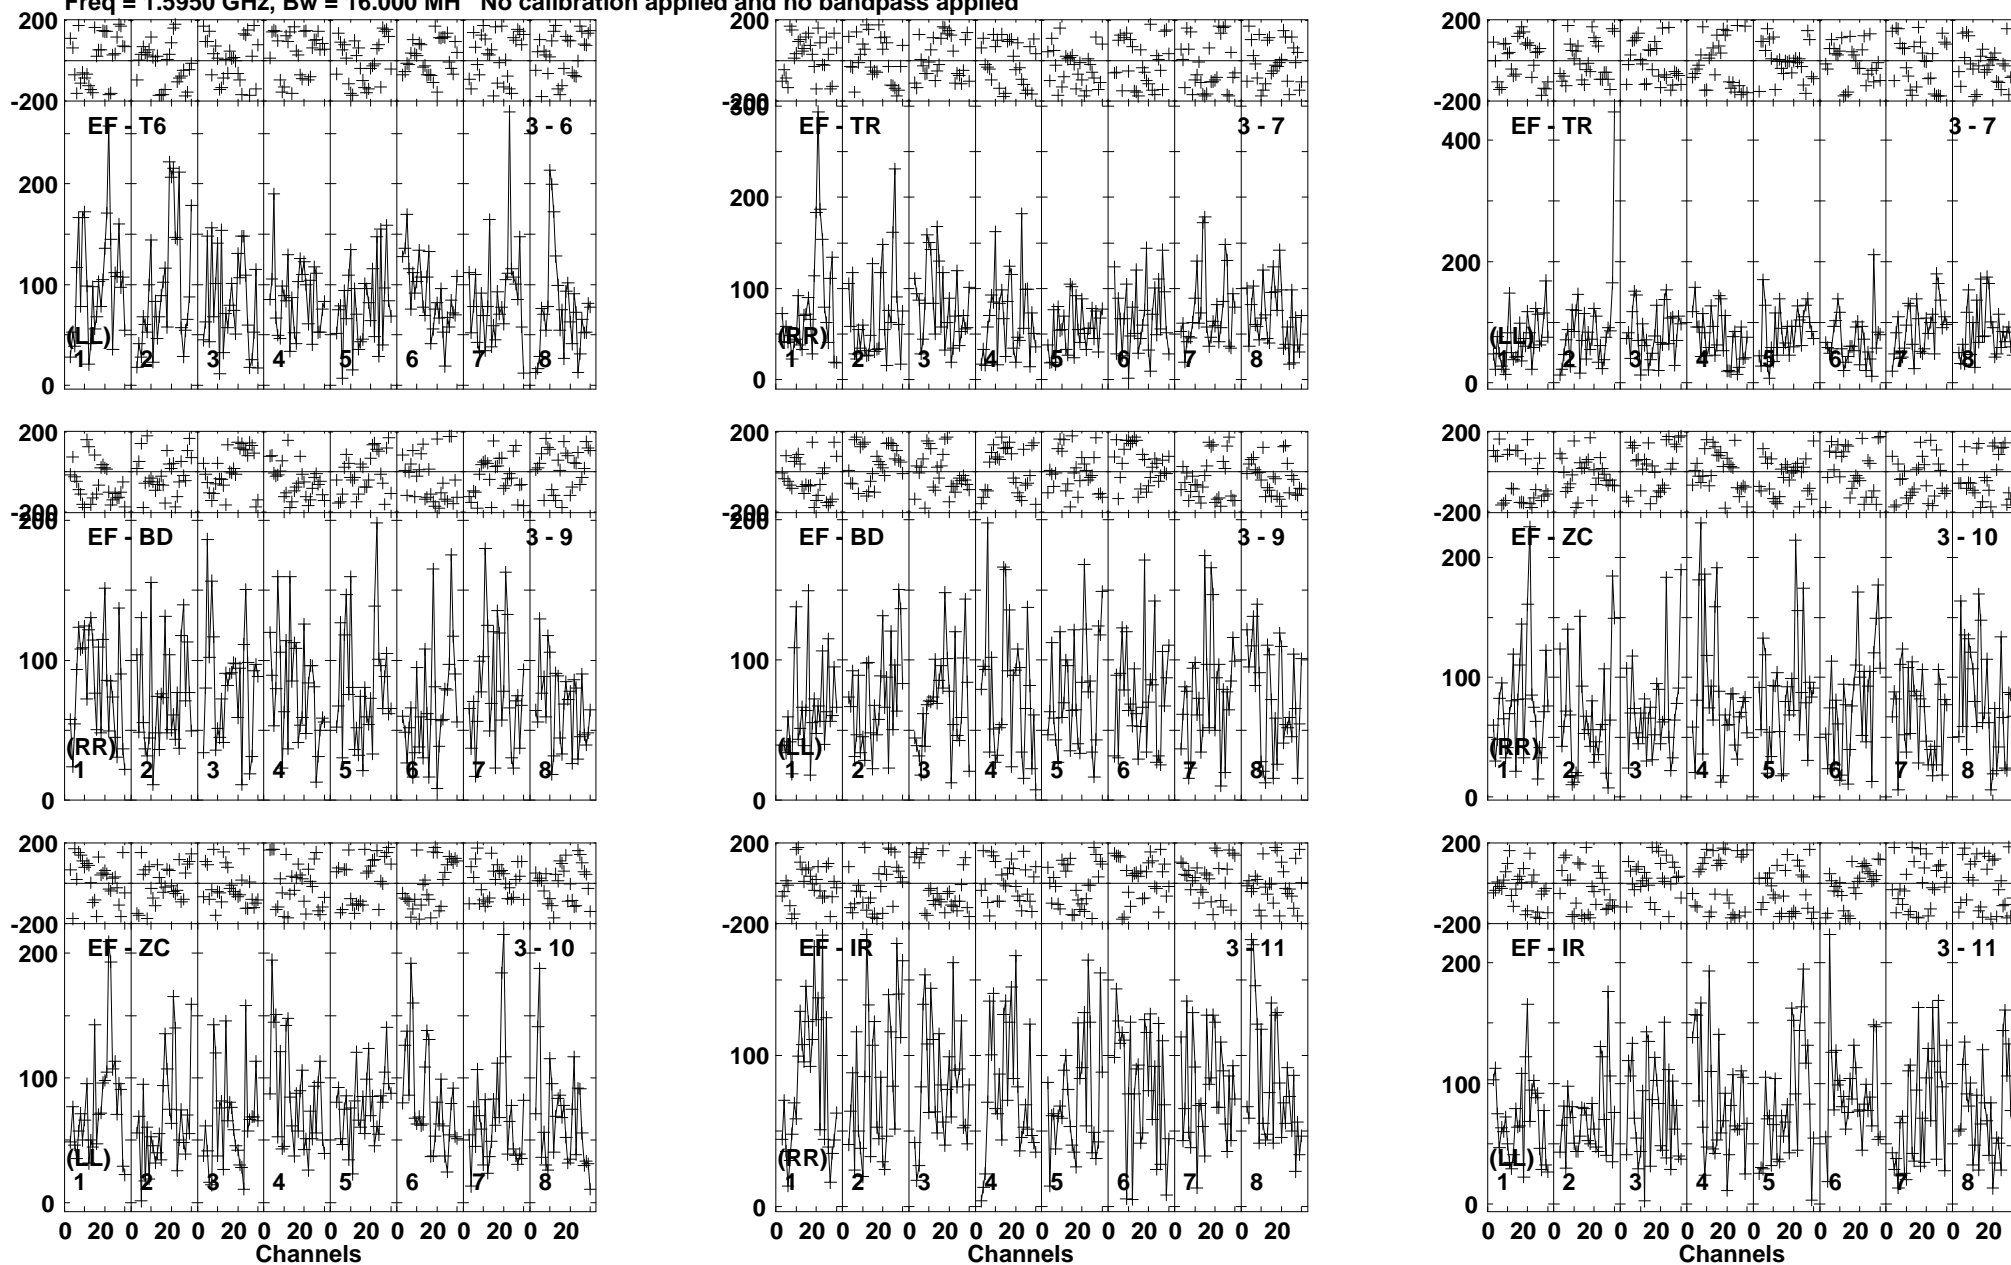 Freq = 1.5950 GHz, Bw = 16.000 MH No calibration applied and no bandpass applied
200 200 200
-200 -200 -200
300
EF - T6 3 - 6 EF - TR 3 - 7 EF - TR 3 - 7
400
200 200 200
100 100
(LL) (RR) (LL)
1 2 3 4 5 6 7 8 1 2 3 4 5 6 7 8 1 2 3 4 5 6 7 8
0 0 0
200 200 200
-200 -200 -200
200 200
EF - BD 3 - 9 EF - BD 3 - 9 EF - ZC 3 - 10
200
100 100 100
(RR) (LL) (RR)
1 2 3 4 5 6 7 8 1 2 3 4 5 6 7 8 1 2 3 4 5 6 7 8
0 0 0
200 200 200
-200 -200 -200
EF - ZC 3 - 10 EF - IR 3 - 11 EF - IR 3 - 11
200 200
100 100 100
(LL) (RR) (LL)
1 2 3 4 5 6 7 8 1 2 3 4 5 6 7 8 1 2 3 4 5 6 7 8
0 0 0
0 20 0 20 0 20 0 20 0 20 0 20 0 20 0 20 0 20 0 20 0 20 0 20 0 20 0 20 0 20 0 20 0 20 0 20 0 20 0 20 0 20 0 20 0 20 0 20
Channels Channels Channels